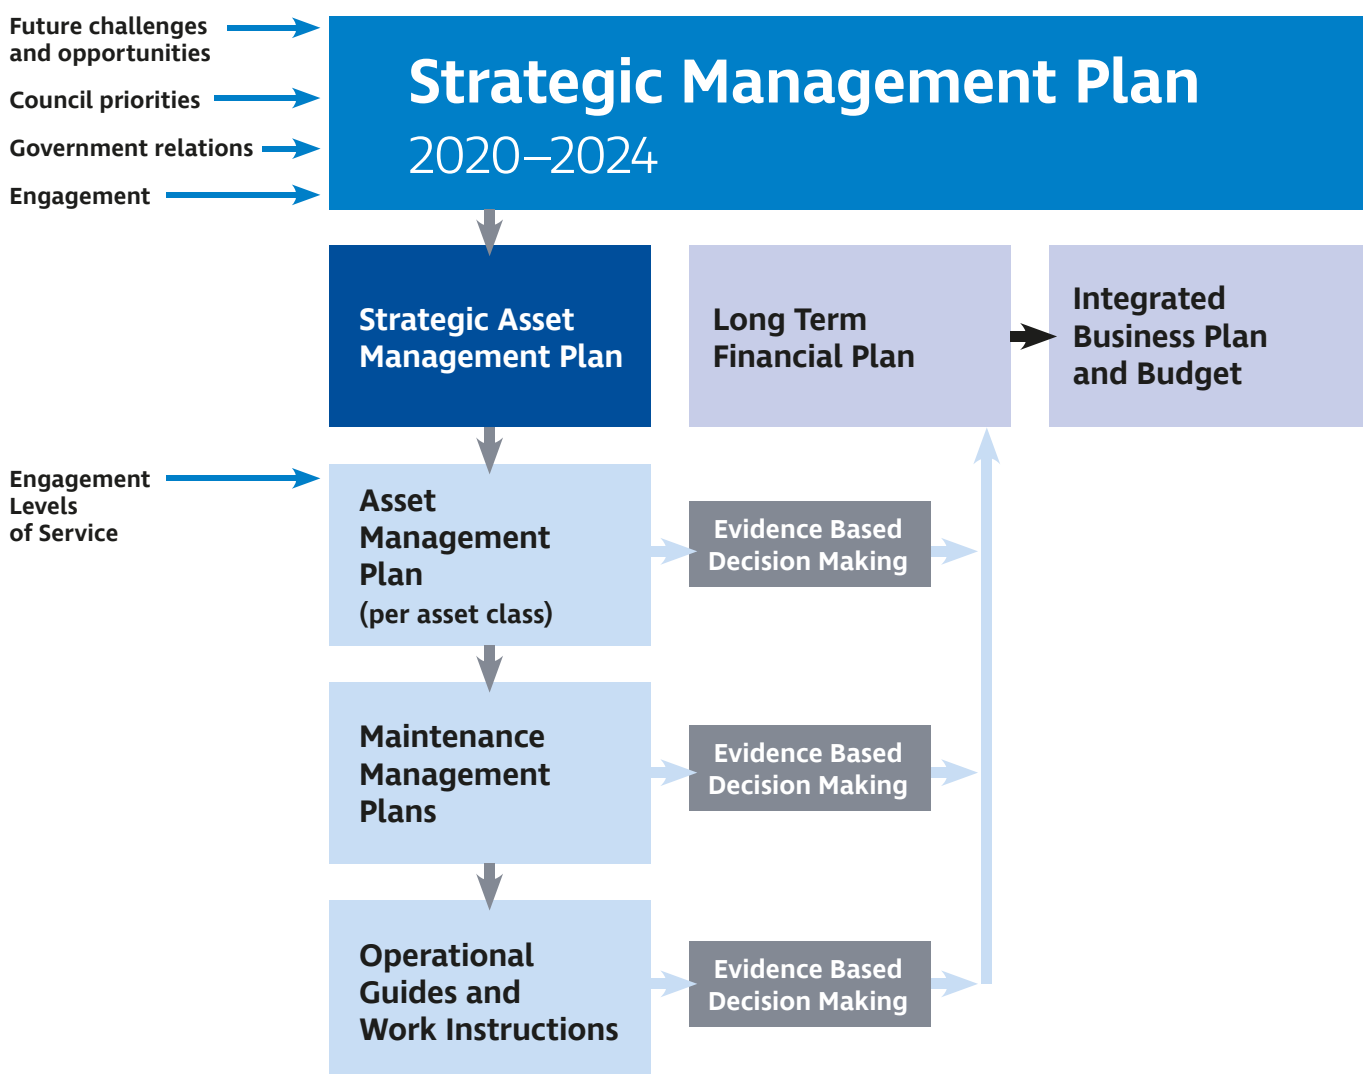 Future challenges
and opportunities
Council priorities
Government relations
Engagement
Strategic Management Plan
2020–2024
Strategic Asset
Management Plan
Long Term
Financial Plan
Integrated
Business Plan
and Budget
Engagement
Levels
of Service
Asset
Management
Plan
(per asset class)
Evidence Based
Decision Making
Maintenance
Management
Plans
Evidence Based
Decision Making
Operational
Guides and
Work Instructions
Evidence Based
Decision Making